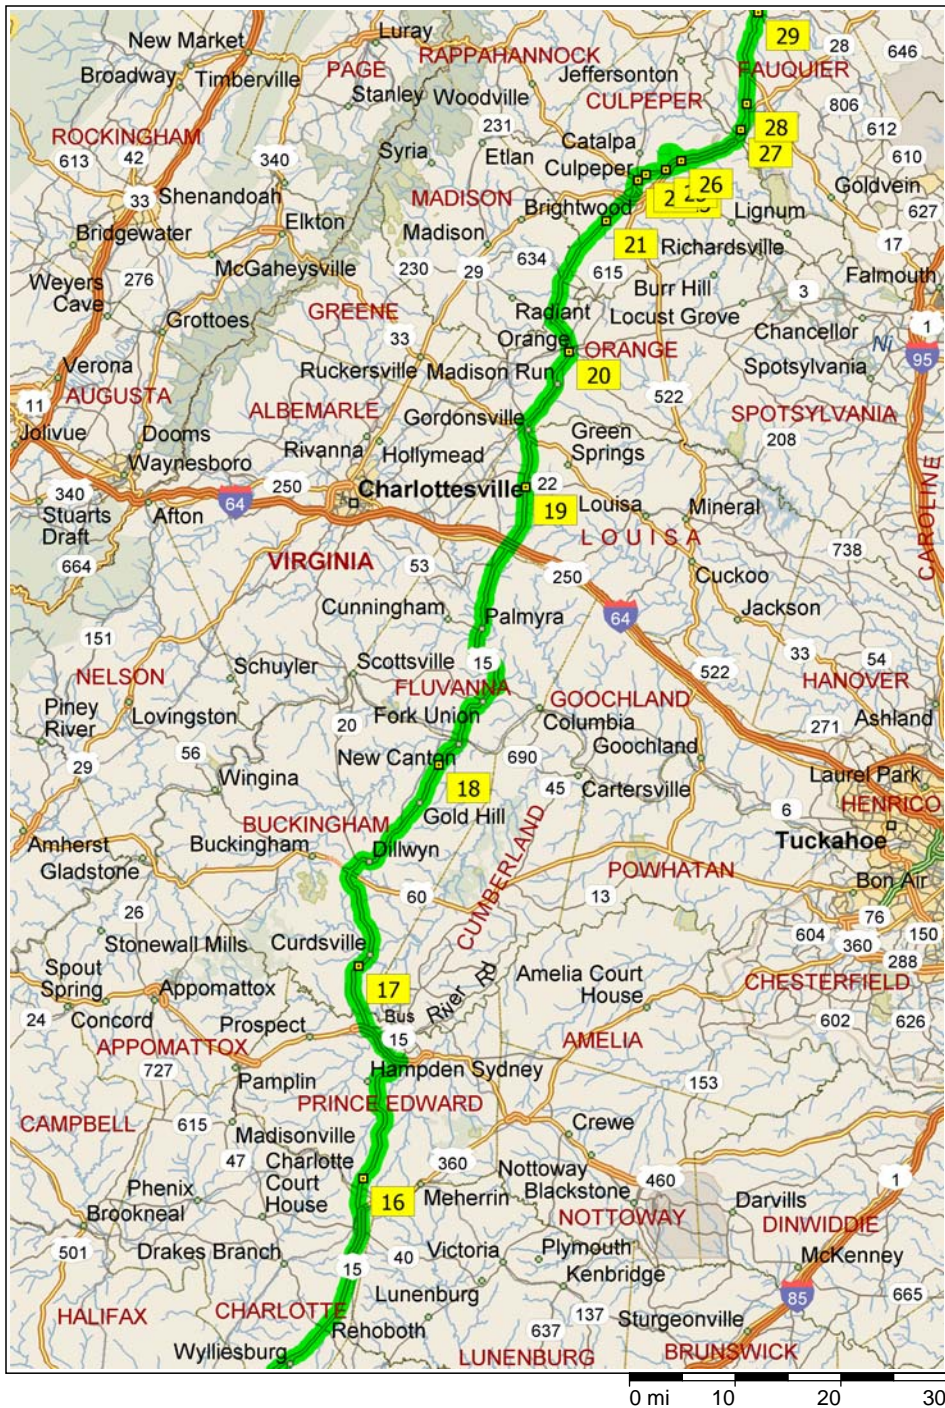 Luray
New Market
RAPPAHANNOCK
29
28
646
Broadway
Timberville
PAGE
Jeffersonton
FAUQUIER
Stanley
Woodville
CULPEPER
806
ROCKINGHAM
231
Catalpa
28
612
613
42
340
Syria
Etlan
Culpeper
27
610
33
Shenandoah
MADISON
26
Goldvein
Elkton
Brightwood
Lignum
627
Bridgewater
Madison
21
Richardsville
17
McGaheysville
230
29
634
615
Falmouth
Weyers
Cave
276
Burr Hill
3
Grottoes
GREENE
Radiant
Locust Grove
Chancellor
1
33
Orange
ORANGE
Ni
95
Verona
Ruckersville
Madison Run
20
Spotsylvania
AUGUSTA
522
11
ALBEMARLE
Gordonsville
SPOTSYLVANIA
Jolivue
Dooms
Rivanna
Hollymead
Green
Springs
208
Waynesboro
340
250
Charlottesville
22
CAROLINE
64
Stuarts
Draft
Afton
19
Louisa
Mineral
LOUISA
664
VIRGINIA
53
738
250
Cuckoo
Cunningham
Palmyra
64
Jackson
151
33
54
NELSON
Schuyler
Scottsville
15
522
HANOVER
Piney
River
FLUVANNA
GOOCHLAND
Lovingston
20
Fork Union
Columbia
271
Ashland
56
New Canton
690
Goochland
29
Wingina
18
45
Cartersville
Laurel Park
Gold Hill
6
HENRICO
BUCKINGHAM
CUMBERLAND
Tuckahoe
Amherst
Buckingham
Dillwyn
Gladstone
POWHATAN
60
13
Bon Air
26
76
Stonewall Mills
Curdsville
604
360
150
Spout
Spring
River Rd
Amelia Court
House
288
Appomattox
17
CHESTERFIELD
24
Concord
Prospect
Bus
15
602
626
APPOMATTOX
AMELIA
727
Hampden Sydney
Pamplin
153
PRINCE EDWARD
CAMPBELL
615
Madisonville
Crewe
47
Charlotte
Court
House
360
Nottoway
460
1
Phenix
16
Meherrin
Blackstone
Darvills
Brookneal
NOTTOWAY
DINWIDDIE
501
Drakes Branch
40
Victoria
Plymouth
McKenney
15
Kenbridge
85
665
Lunenburg
HALIFAX
CHARLOTTE
137
Rehoboth
637
Sturgeonville
Wylliesburg
LUNENBURG
BRUNSWICK
0 mi 10 20 30